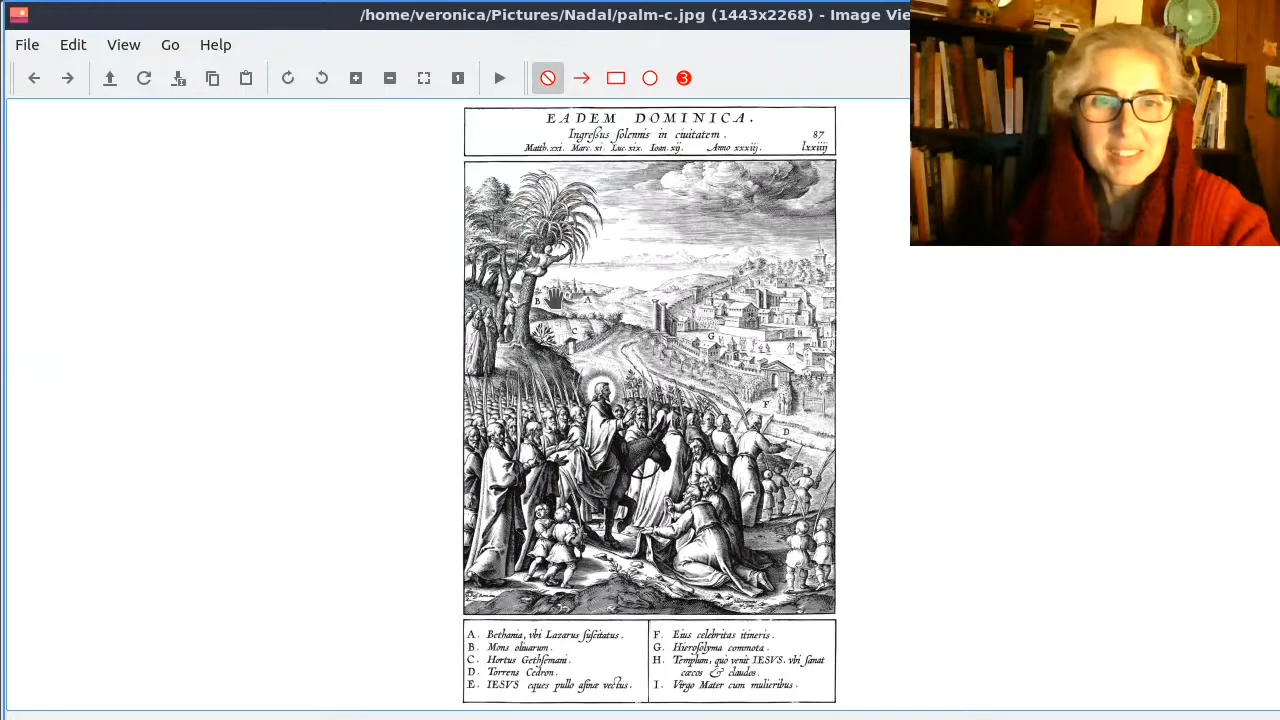 /home/veronica/Pictures/Nadal/palm-c.jpg (1443x2268) - Image Vie
File Edit View Go Help
3
EADEM DOMINICA.
Ingreſsus ſolennis in ciuitatem. 87
Matth. xxi. Marc. xi. Luc. xix. Ioan. xij. Anno xxxiij. lxxiiij
B
A
C
G
F
D
A. Bethania, vbi Lazarus ſuſcitatus.
B. Mons oliuarum.
C. Hortus Gethſemani.
D. Torrens Cedron.
E. IESVS eques pullo aſinæ vectus.
F. Eius celebritas itineris.
G. Hieroſolyma commota.
H. Templum, quo venit IESVS, vbi ſanat
cæcos & claudos.
I. Virgo Mater cum mulieribus.